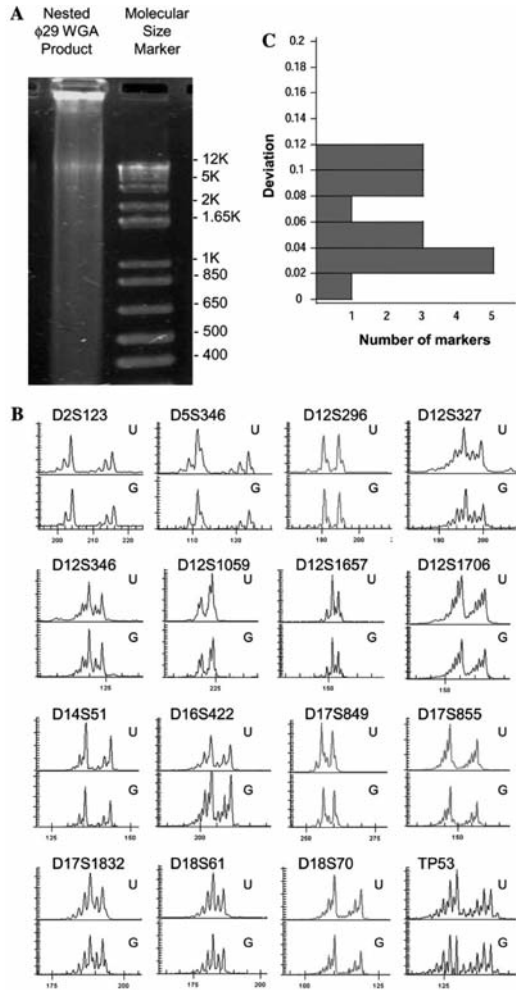 A
Nested
ϕ29 WGA
Product
Molecular
Size
Marker
- 12K
- 5K
- 2K
- 1.65K
- 1K
- 850
- 650
- 500
- 400
C
Deviation
0.2
0.18
0.16
0.14
0.12
0.1
0.08
0.06
0.04
0.02
0
1 2 3 4 5
Number of markers
B
D2S123 D5S346 D12S296 D12S327
U U U U
G G G G
200 210 220 120 180 190 200 190 200
D12S346 D12S1059 D12S1657 D12S1706
U U U U
G G G G
125 225 150 150
D14S51 D16S422 D17S849 D17S855
U U U U
G G G G
125 150 200 250 275 150
D17S1832 D18S61 D18S70 TP53
U U U U
G G G G
175 200 175 200 100 125 125